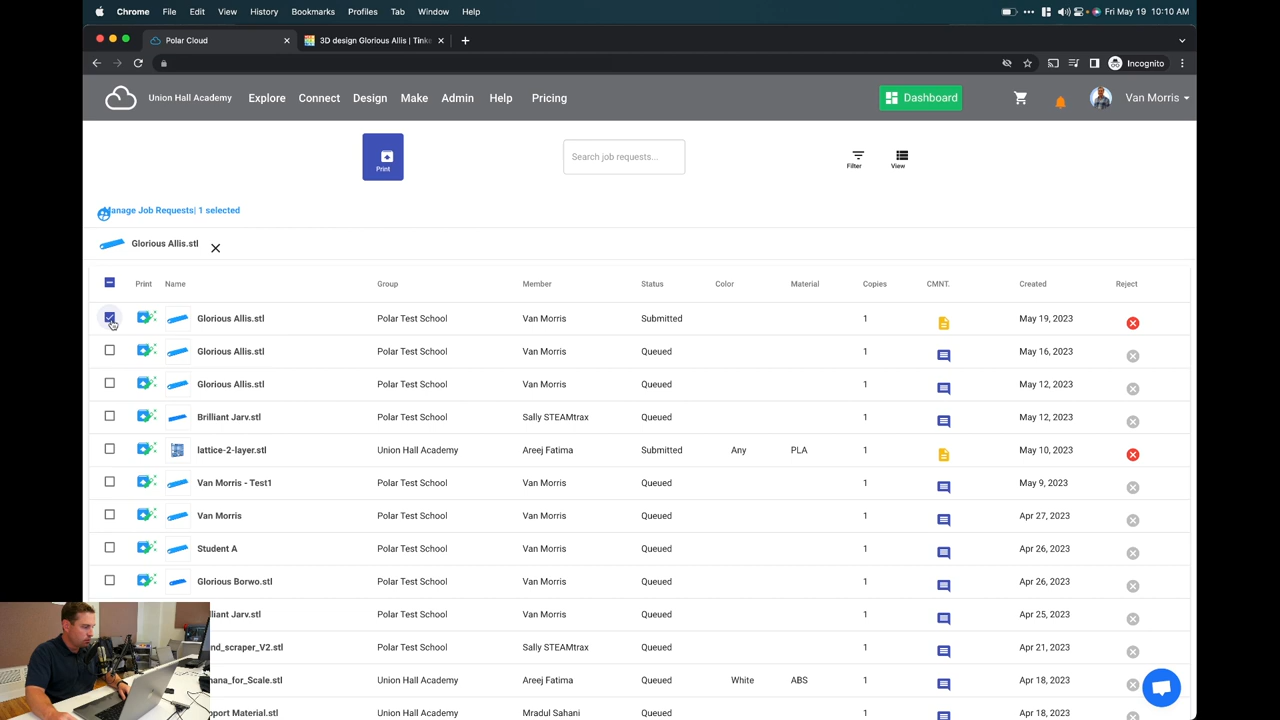 Chrome File Edit View History Bookmarks Profiles Tab Window Help Fri May 19 10:10 AM
Polar Cloud 3D design Glorious Allis | Tinke
Incognito
Union Hall Academy Explore Connect Design Make Admin Help Pricing Dashboard Van Morris
Print Search job requests... Filter View
Manage Job Requests| 1 selected
Glorious Allis.stl
Print Name Group Member Status Color Material Copies CMNT. Created Reject
Glorious Allis.stl Polar Test School Van Morris Submitted 1 May 19, 2023
Glorious Allis.stl Polar Test School Van Morris Queued 1 May 16, 2023
Glorious Allis.stl Polar Test School Van Morris Queued 1 May 12, 2023
Brilliant Jarv.stl Polar Test School Sally STEAMtrax Queued 1 May 12, 2023
lattice-2-layer.stl Union Hall Academy Areej Fatima Submitted Any PLA 1 May 10, 2023
Van Morris - Test1 Polar Test School Van Morris Queued 1 May 9, 2023
Van Morris Polar Test School Van Morris Queued 1 Apr 27, 2023
Student A Polar Test School Van Morris Queued 1 Apr 26, 2023
Glorious Borwo.stl Polar Test School Van Morris Queued 1 Apr 26, 2023
lliant Jarv.stl Polar Test School Van Morris Queued 1 Apr 25, 2023
nd_scraper_V2.stl Polar Test School Sally STEAMtrax Queued 1 Apr 21, 2023
nana_for_Scale.stl Union Hall Academy Areej Fatima Queued White ABS 1 Apr 18, 2023
pport Material.stl Union Hall Academy Mradul Sahani Queued 1 Apr 18, 2023